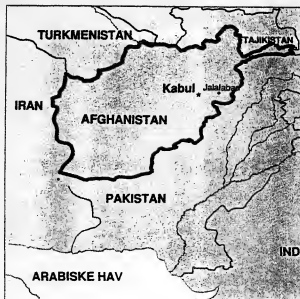 TURKMENISTAN
TAJIKISTAN
Kabul
Jalalabad
IRAN
AFGHANISTAN
PAKISTAN
IND
ARABISKE HAV